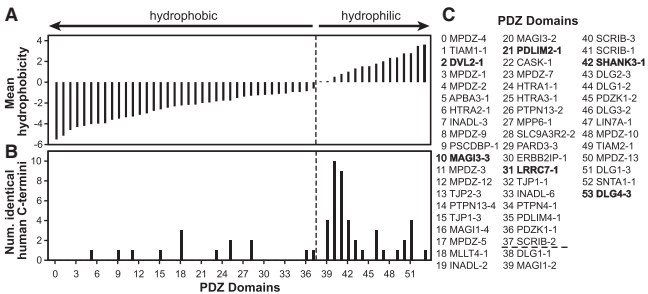 A
hydrophobic
hydrophilic
Mean
hydrophobicity
4
2
0
-2
-4
-6
B
Num. identical
human C-termini
10
8
6
4
2
0
0 3 6 9 12 15 18 21 24 27 30 33 36 39 42 45 48 51
PDZ Domains
C
PDZ Domains
0 MPDZ-4
1 TIAM1-1
2 DVL2-1
3 MPDZ-1
4 MPDZ-2
5 APBA3-1
6 HTRA2-1
7 INADL-3
8 MPDZ-9
9 PSCDBP-1
10 MAGI3-3
11 MPDZ-3
12 MPDZ-12
13 TJP2-3
14 PTPN13-4
15 TJP1-3
16 MAGI1-4
17 MPDZ-5
18 MLLT4-1
19 INADL-2
20 MAGI3-2
21 PDLIM2-1
22 CASK-1
23 MPDZ-7
24 HTRA1-1
25 HTRA3-1
26 PTPN13-2
27 MPP6-1
28 SLC9A3R2-2
29 PARD3-3
30 ERBB2IP-1
31 LRRC7-1
32 TJP1-1
33 INADL-6
34 PTPN4-1
35 PDLIM4-1
36 PDZK1-1
37 SCRIB-2
38 DLG1-1
39 MAGI1-2
40 SCRIB-3
41 SCRIB-1
42 SHANK3-1
43 DLG2-3
44 DLG1-2
45 PDZK1-2
46 DLG3-2
47 LIN7A-1
48 MPDZ-10
49 TIAM2-1
50 MPDZ-13
51 DLG1-3
52 SNTA1-1
53 DLG4-3